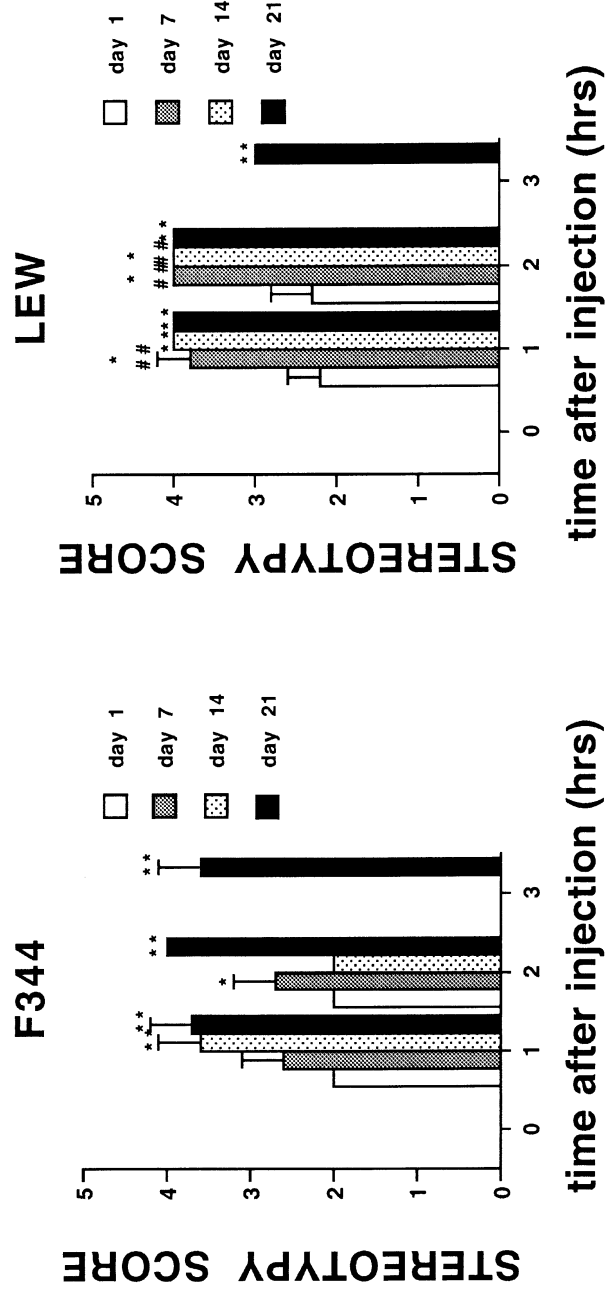 F344
STEREOTYPY SCORE
5
4
3
2
1
0
0 1 2 3
time after injection (hrs)
day 1
day 7
day 14
day 21
** ** * ** **
LEW
STEREOTYPY SCORE
5
4
3
2
1
0
0 1 2 3
time after injection (hrs)
day 1
day 7
day 14
day 21
* * *
** ** ** **
## # ## #